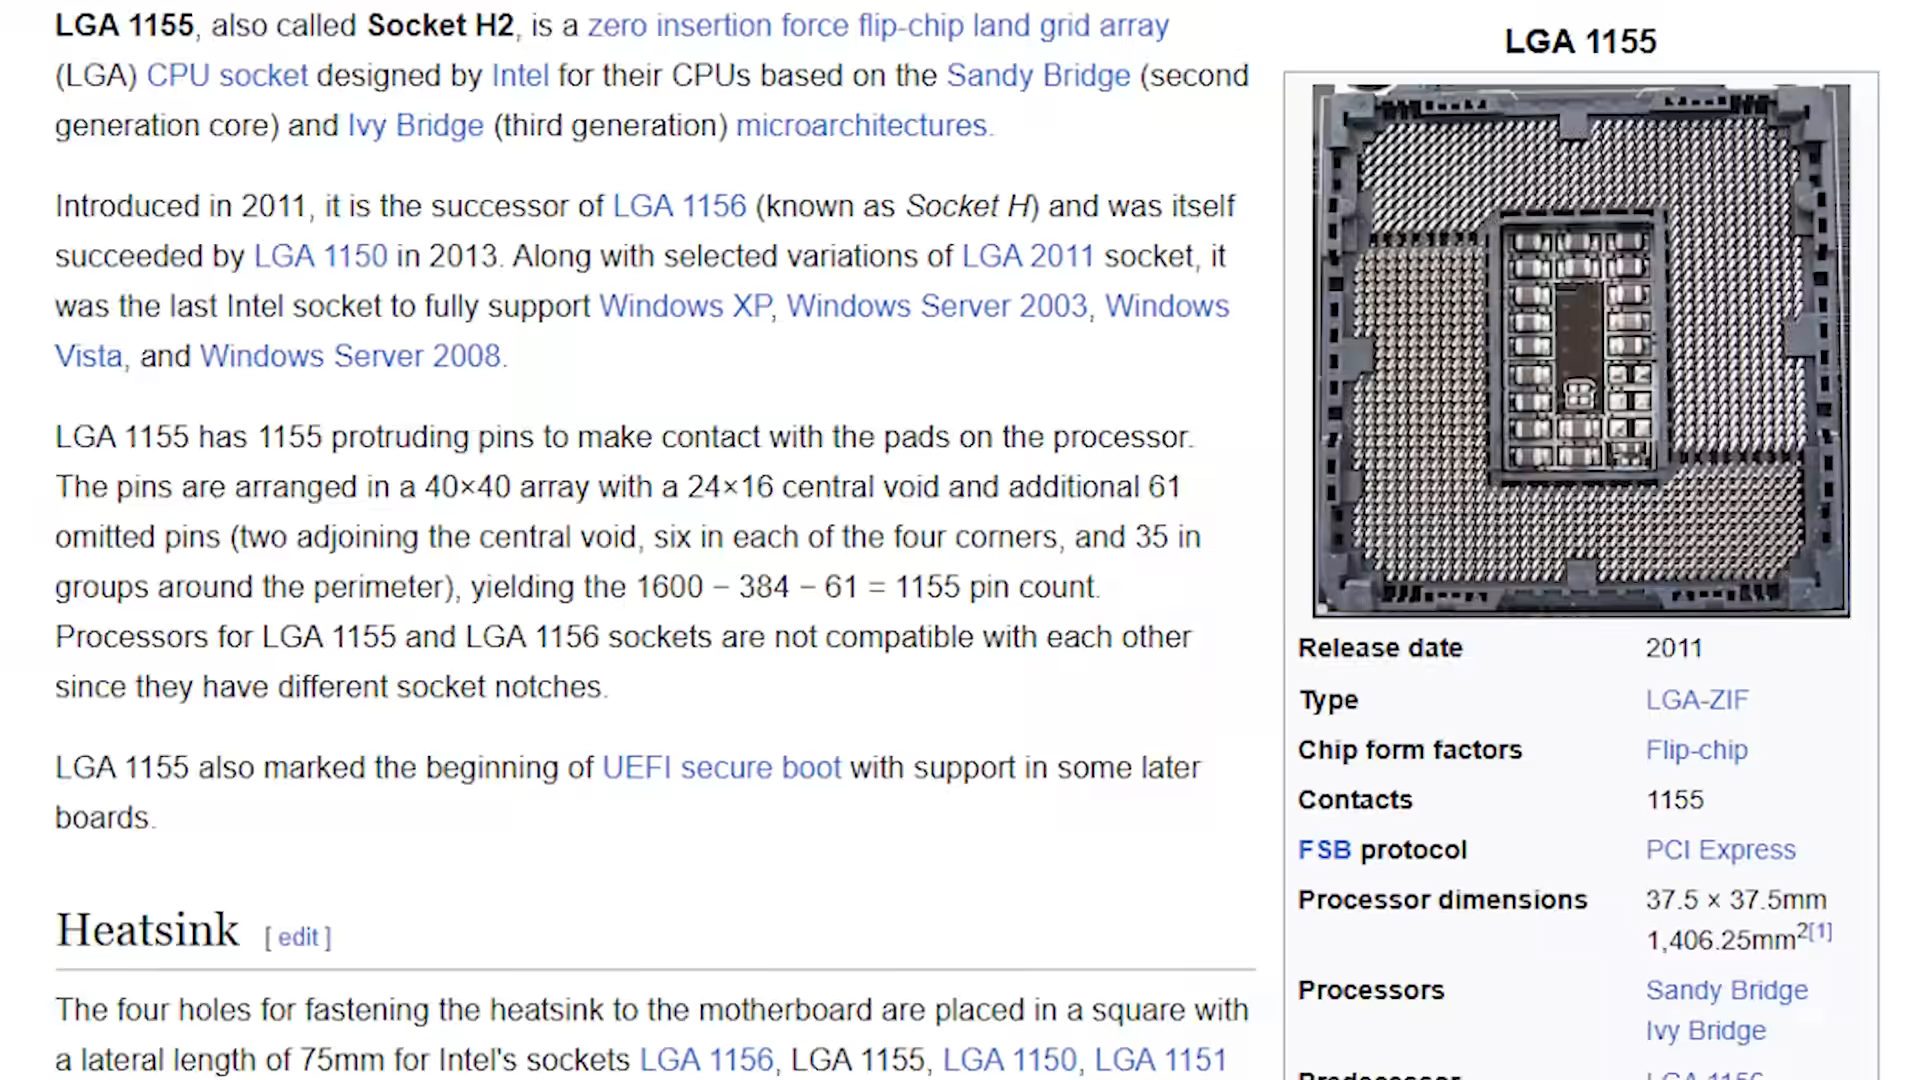 LGA 1155, also called Socket H2, is a zero insertion force flip-chip land grid array
(LGA) CPU socket designed by Intel for their CPUs based on the Sandy Bridge (second
generation core) and Ivy Bridge (third generation) microarchitectures.
Introduced in 2011, it is the successor of LGA 1156 (known as Socket H) and was itself
succeeded by LGA 1150 in 2013. Along with selected variations of LGA 2011 socket, it
was the last Intel socket to fully support Windows XP, Windows Server 2003, Windows
Vista, and Windows Server 2008.
LGA 1155 has 1155 protruding pins to make contact with the pads on the processor.
The pins are arranged in a 40×40 array with a 24×16 central void and additional 61
omitted pins (two adjoining the central void, six in each of the four corners, and 35 in
groups around the perimeter), yielding the 1600 − 384 − 61 = 1155 pin count.
Processors for LGA 1155 and LGA 1156 sockets are not compatible with each other
since they have different socket notches.
LGA 1155 also marked the beginning of UEFI secure boot with support in some later
boards.
Heatsink [ edit ]
The four holes for fastening the heatsink to the motherboard are placed in a square with
a lateral length of 75mm for Intel's sockets LGA 1156, LGA 1155, LGA 1150, LGA 1151
LGA 1155
Release date 2011
Type LGA-ZIF
Chip form factors Flip-chip
Contacts 1155
FSB protocol PCI Express
Processor dimensions 37.5 × 37.5mm
1,406.25mm²[1]
Processors Sandy Bridge
Ivy Bridge
Predecessor LGA 1156